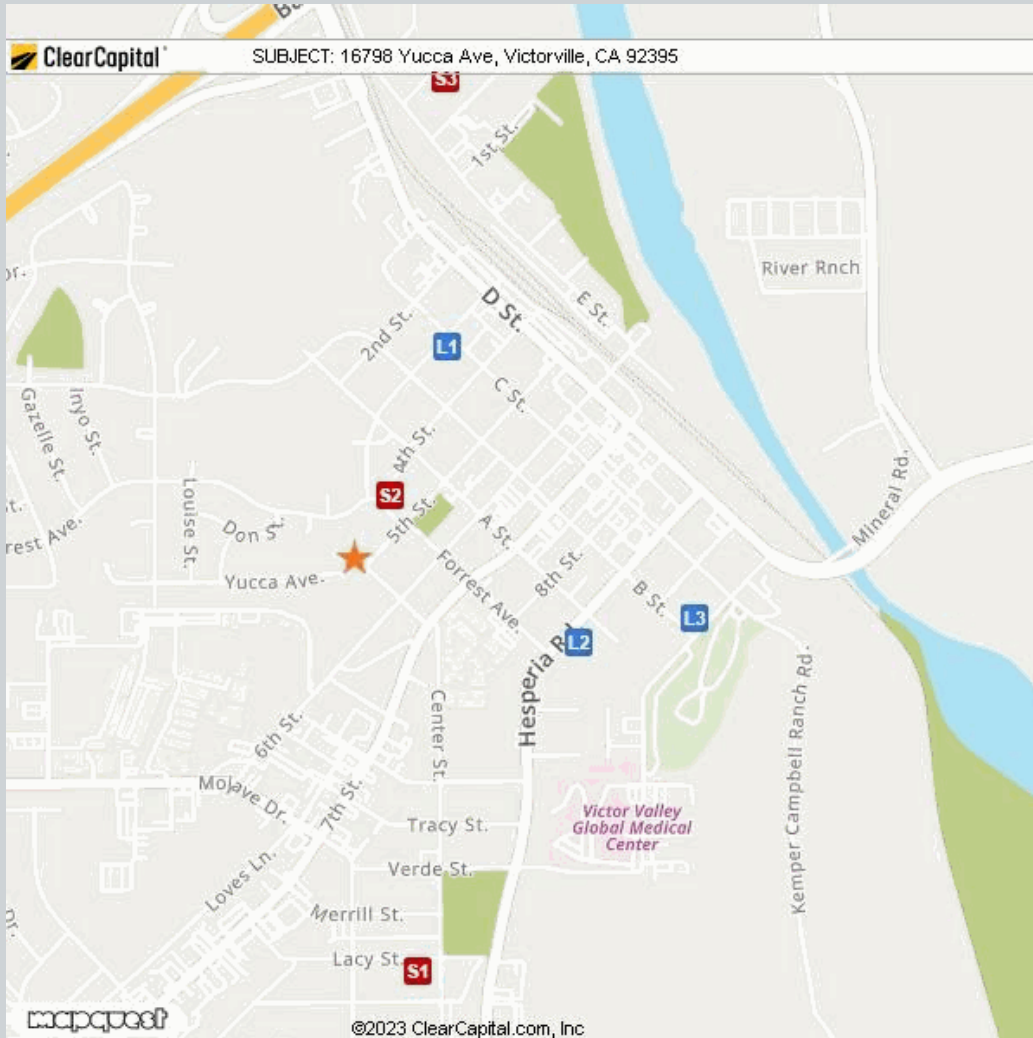 Ba
ClearCapital
SUBJECT: 16798 Yucca Ave, Victorville, CA 92395
S3
1st St.
River Rnch
E St.
D St.
2nd St.
L1
C St.
Gazelle St.
Inyo St.
4th St.
S2
5th St.
Mineral Rd.
Louise St.
Don S
A St.
rest Ave.
Yucca Ave.
Forrest Ave.
8th St.
B St.
L3
L2
Hesperia Rd.
Kemper Campbell Ranch Rd.
Center St.
6th St.
Mojave Dr.
7th St.
Tracy St.
Victor Valley
Global Medical
Center
Verde St.
Loves Ln.
Merrill St.
Dr.
Lacy St.
S1
mapquest
©2023 ClearCapital.com, Inc